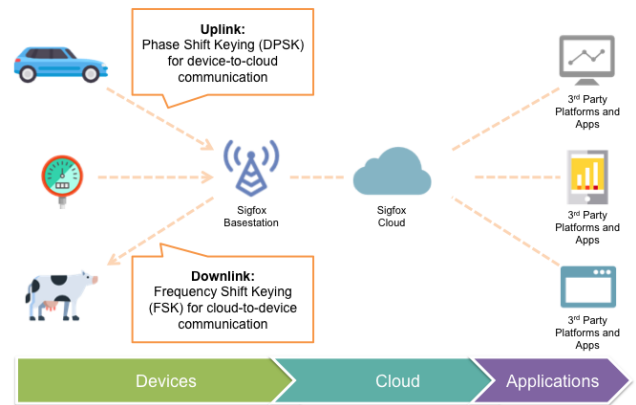 Uplink:
Phase Shift Keying (DPSK)
for device-to-cloud
communication
3rd Party
Platforms and
Apps
Sigfox
Basestation
Sigfox
Cloud
3rd Party
Platforms and
Apps
Downlink:
Frequency Shift Keying
(FSK) for cloud-to-device
communication
3rd Party
Platforms and
Apps
Devices
Cloud
Applications